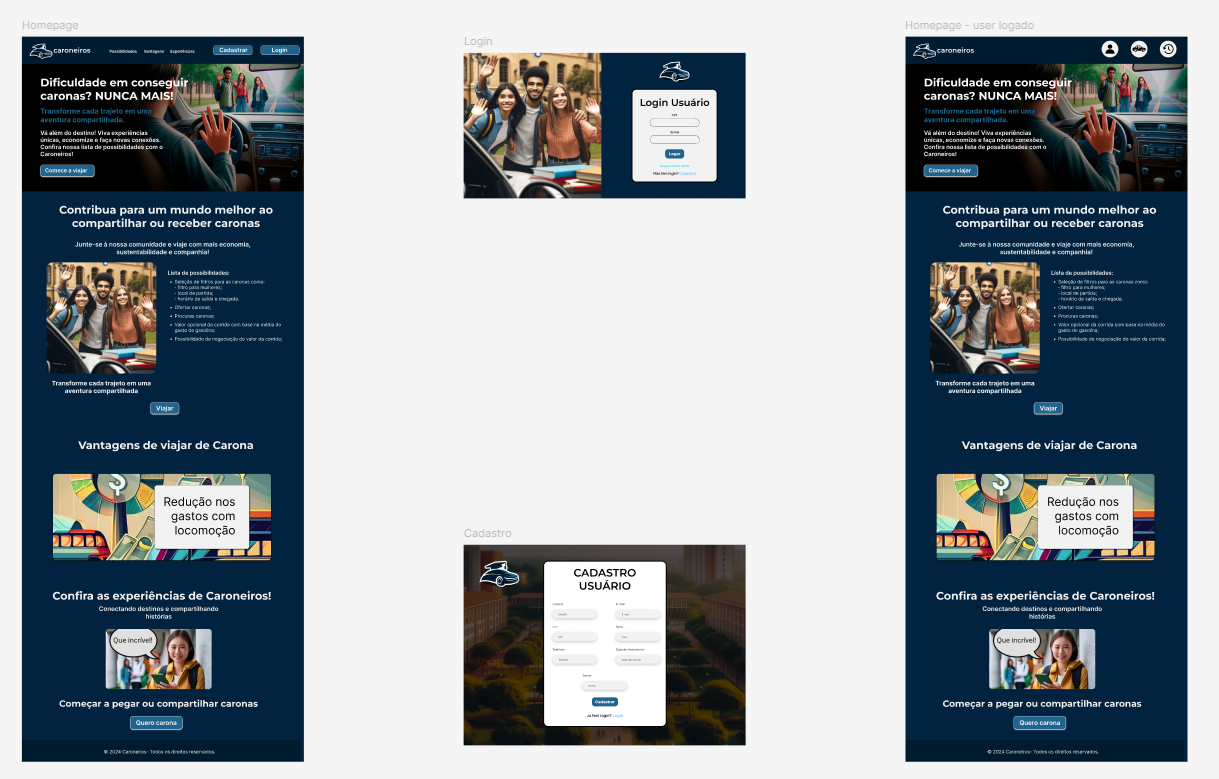 Homepage
caroneiros
Possibilidades Vantagens Experiências Cadastrar Login
Dificuldade em conseguir
caronas? NUNCA MAIS!
Transforme cada trajeto em uma
aventura compartilhada.
Vá além do destino! Viva experiências
únicas, economize e faça novas conexões.
Confira nossa lista de possibilidades com o
Caroneiros!
Comece a viajar
Contribua para um mundo melhor ao
compartilhar ou receber caronas
Junte-se à nossa comunidade e viaje com mais economia,
sustentabilidade e companhia!
Lista de possibilidades:
• Seleção de filtros para as caronas como:
- filtro para mulheres;
- local de partida;
- horário de saída e chegada.
• Ofertar caronas;
• Procuras caronas;
• Valor opcional da corrida com base na média do
gasto de gasolina;
• Possibilidade de negociação do valor da corrida;
Transforme cada trajeto em uma
aventura compartilhada
Viajar
Vantagens de viajar de Carona
Redução nos
gastos com
locomoção
Confira as experiências de Caroneiros!
Conectando destinos e compartilhando
histórias
Que incrível!
Começar a pegar ou compartilhar caronas
Quero carona
© 2024 Caroneiros- Todos os direitos reservados.
Login
Login Usuário
CPF
Senha
Logar
Não tem login? Cadastrar
Cadastro
CADASTRO
USUÁRIO
E-mail
E-mail
CPF
Telefone
Senha
Cadastrar
Já tem login? Logar
Homepage - user logado
caroneiros
Dificuldade em conseguir
caronas? NUNCA MAIS!
Transforme cada trajeto em uma
aventura compartilhada.
Vá além do destino! Viva experiências
únicas, economize e faça novas conexões.
Confira nossa lista de possibilidades com o
Caroneiros!
Comece a viajar
Contribua para um mundo melhor ao
compartilhar ou receber caronas
Junte-se à nossa comunidade e viaje com mais economia,
sustentabilidade e companhia!
Lista de possibilidades:
• Seleção de filtros para as caronas como:
- filtro para mulheres;
- local de partida;
- horário de saída e chegada.
• Ofertar caronas;
• Procuras caronas;
• Valor opcional da corrida com base na média do
gasto de gasolina;
• Possibilidade de negociação do valor da corrida;
Transforme cada trajeto em uma
aventura compartilhada
Viajar
Vantagens de viajar de Carona
Redução nos
gastos com
locomoção
Confira as experiências de Caroneiros!
Conectando destinos e compartilhando
histórias
Que incrível!
Começar a pegar ou compartilhar caronas
Quero carona
© 2024 Caroneiros- Todos os direitos reservados.